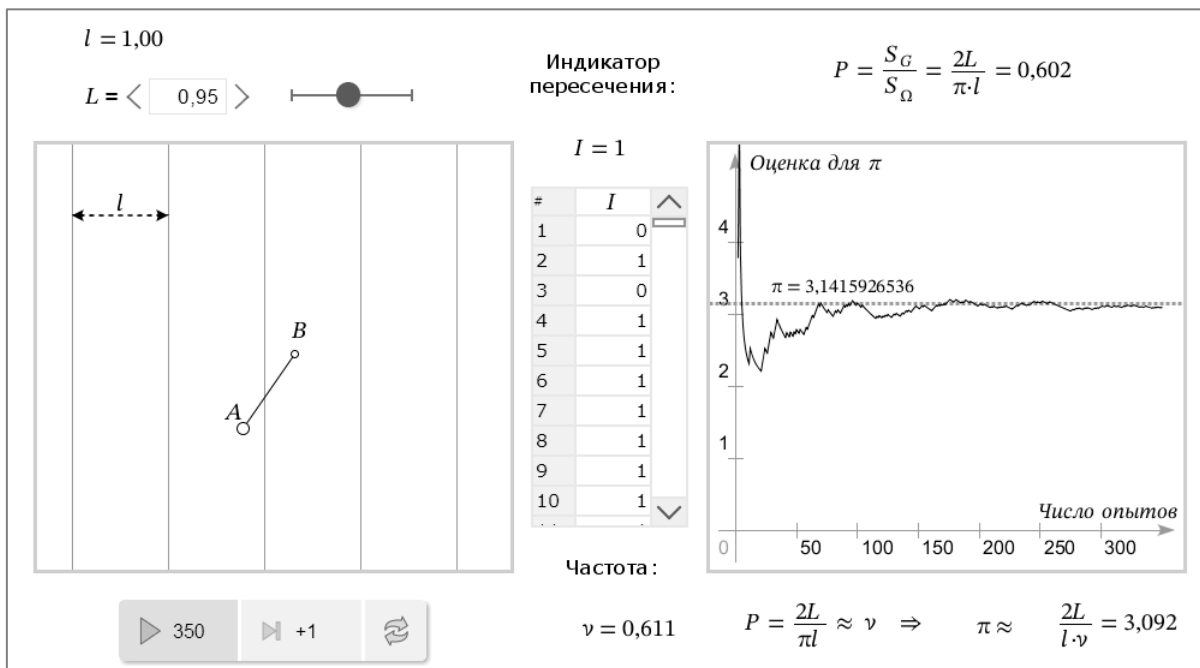 l = 1,00
L = < 0,95 >
Индикатор
пересечения:
P = S_G / S_Ω = 2L / π·l = 0,602
I = 1
l
A
B
# I
1 0
2 1
3 0
4 1
5 1
6 1
7 1
8 1
9 1
10 1
Оценка для π
4
3
2
1
0
π = 3,1415926536
Число опытов
50 100 150 200 250 300
350 +1
Частота:
ν = 0,611
P = 2L / πl ≈ ν ⇒ π ≈ 2L / l·ν = 3,092